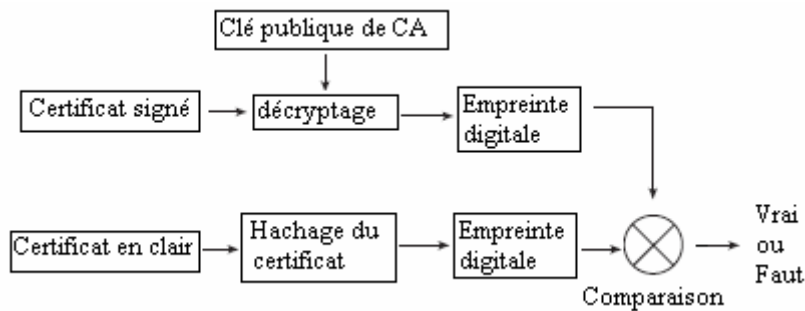 Clé publique de CA
Certificat signé
décryptage
Empreinte
digitale
Certificat en clair
Hachage du
certificat
Empreinte
digitale
Comparaison
Vrai
ou
Faut